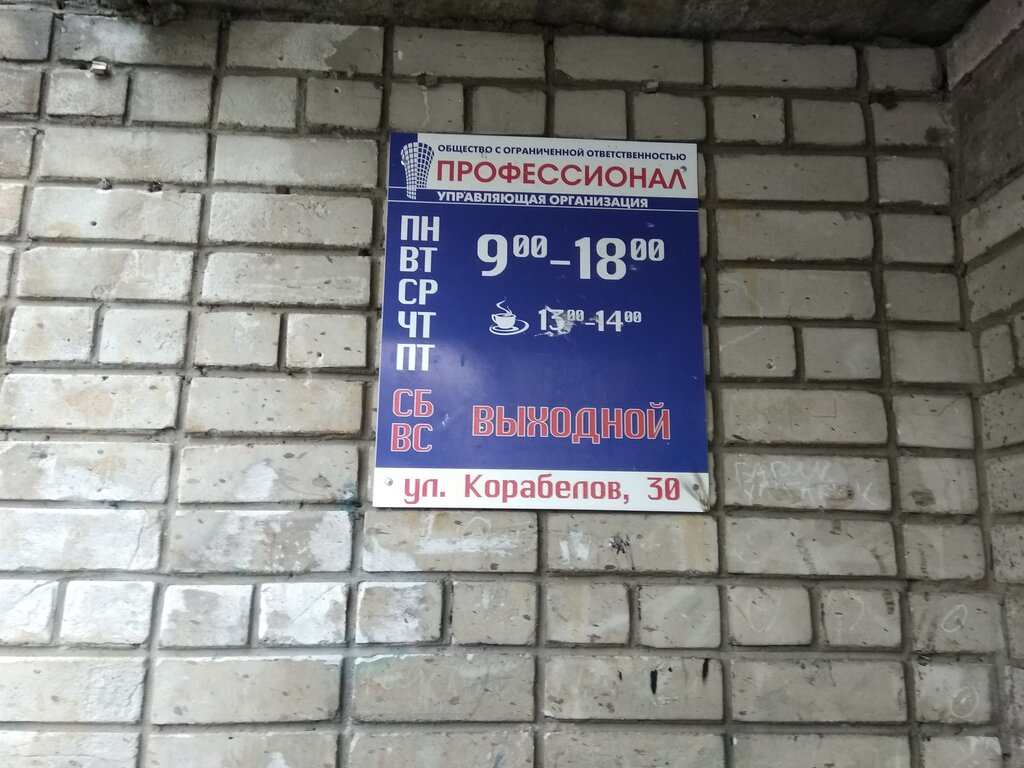 ОБЩЕСТВО С ОГРАНИЧЕННОЙ ОТВЕТСТВЕННОСТЬЮ
ПРОФЕССИОНАЛ
УПРАВЛЯЮЩАЯ ОРГАНИЗАЦИЯ
ПН
ВТ
СР
ЧТ
ПТ
9⁰⁰-18⁰⁰
13⁰⁰-14⁰⁰
СБ
ВС
ВЫХОДНОЙ
ул. Корабелов, 30